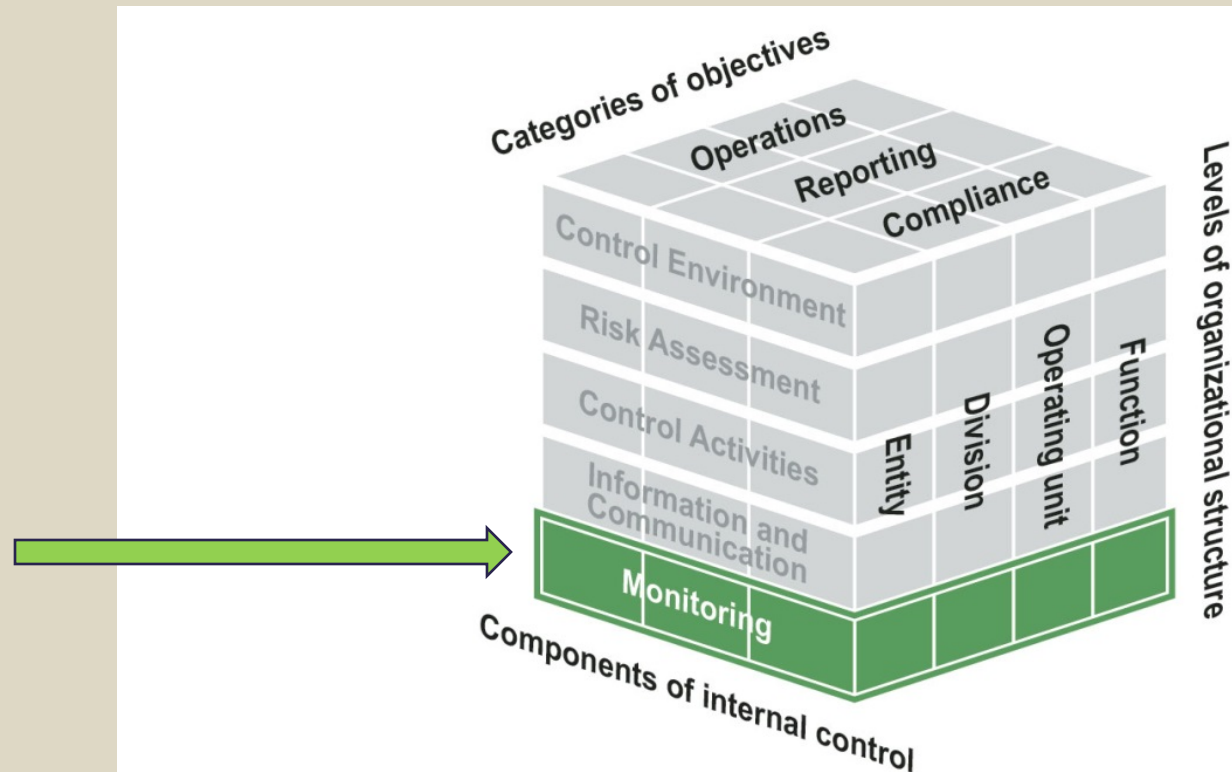 Categories of objectives
Operations
Reporting
Compliance
Control Environment
Risk Assessment
Control Activities
Information and
Communication
Monitoring
Components of internal control
Entity
Division
Operating unit
Function
Levels of organizational structure